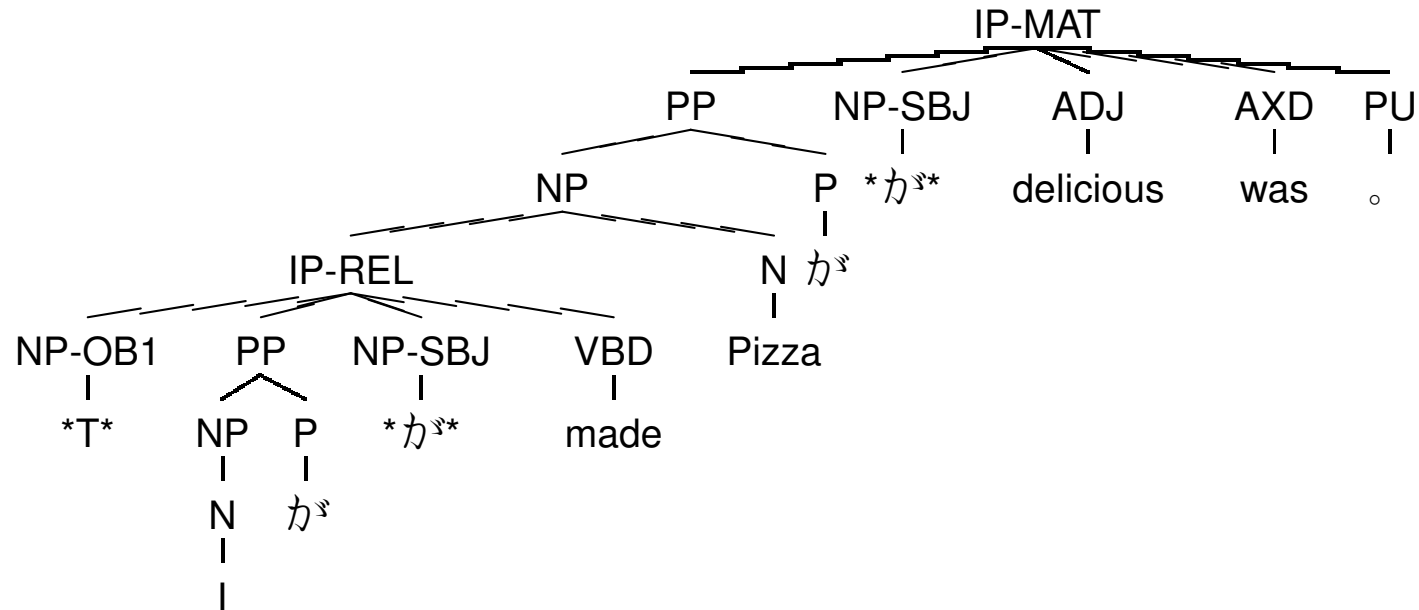 IP-MAT
PP NP-SBJ ADJ AXD PU
NP P *が* delicious was 。
IP-REL N が
NP-OB1 PP NP-SBJ VBD Pizza
*T* NP P *が* made
N が
I